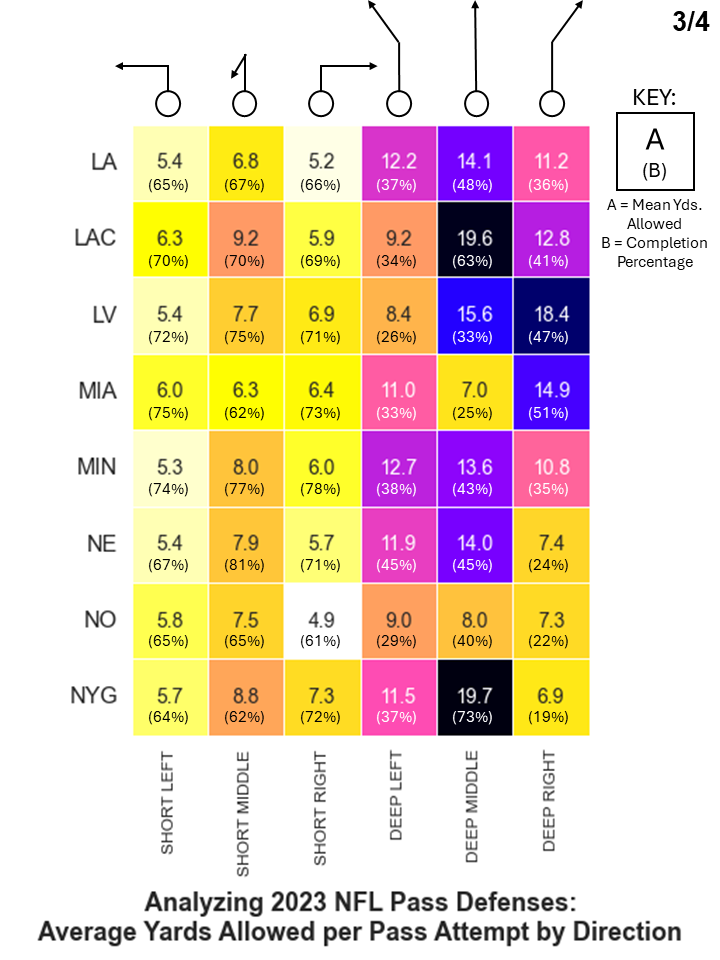 3/4
KEY:
A
(B)
A = Mean Yds.
Allowed
B = Completion
Percentage
LA 5.4 6.8 5.2 12.2 14.1 11.2
(65%) (67%) (66%) (37%) (48%) (36%)
LAC 6.3 9.2 5.9 9.2 19.6 12.8
(70%) (70%) (69%) (34%) (63%) (41%)
LV 5.4 7.7 6.9 8.4 15.6 18.4
(72%) (75%) (71%) (26%) (33%) (47%)
MIA 6.0 6.3 6.4 11.0 7.0 14.9
(75%) (62%) (73%) (33%) (25%) (51%)
MIN 5.3 8.0 6.0 12.7 13.6 10.8
(74%) (77%) (78%) (38%) (43%) (35%)
NE 5.4 7.9 5.7 11.9 14.0 7.4
(67%) (81%) (71%) (45%) (45%) (24%)
NO 5.8 7.5 4.9 9.0 8.0 7.3
(65%) (65%) (61%) (29%) (40%) (22%)
NYG 5.7 8.8 7.3 11.5 19.7 6.9
(64%) (62%) (72%) (37%) (73%) (19%)
SHORT LEFT
SHORT MIDDLE
SHORT RIGHT
DEEP LEFT
DEEP MIDDLE
DEEP RIGHT
Analyzing 2023 NFL Pass Defenses:
Average Yards Allowed per Pass Attempt by Direction